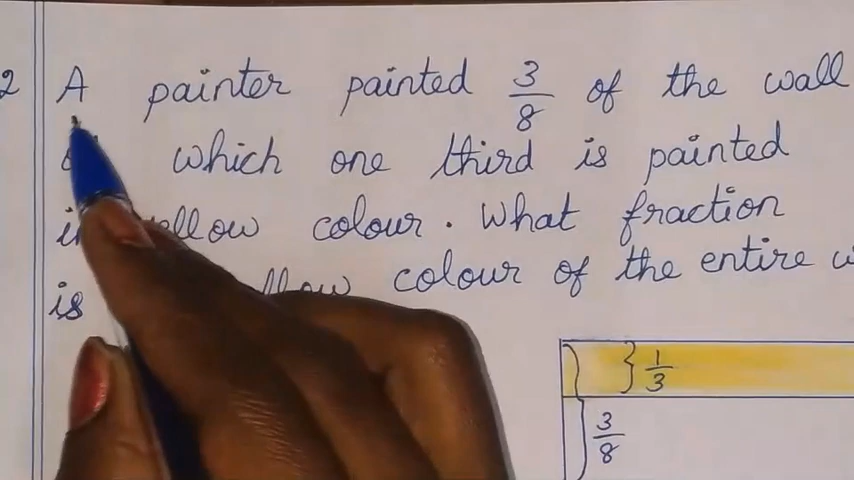 2 A painter painted 3/8 of the wall
which one third is painted
colour. What fraction
is colour of the entire
1/3
3/8